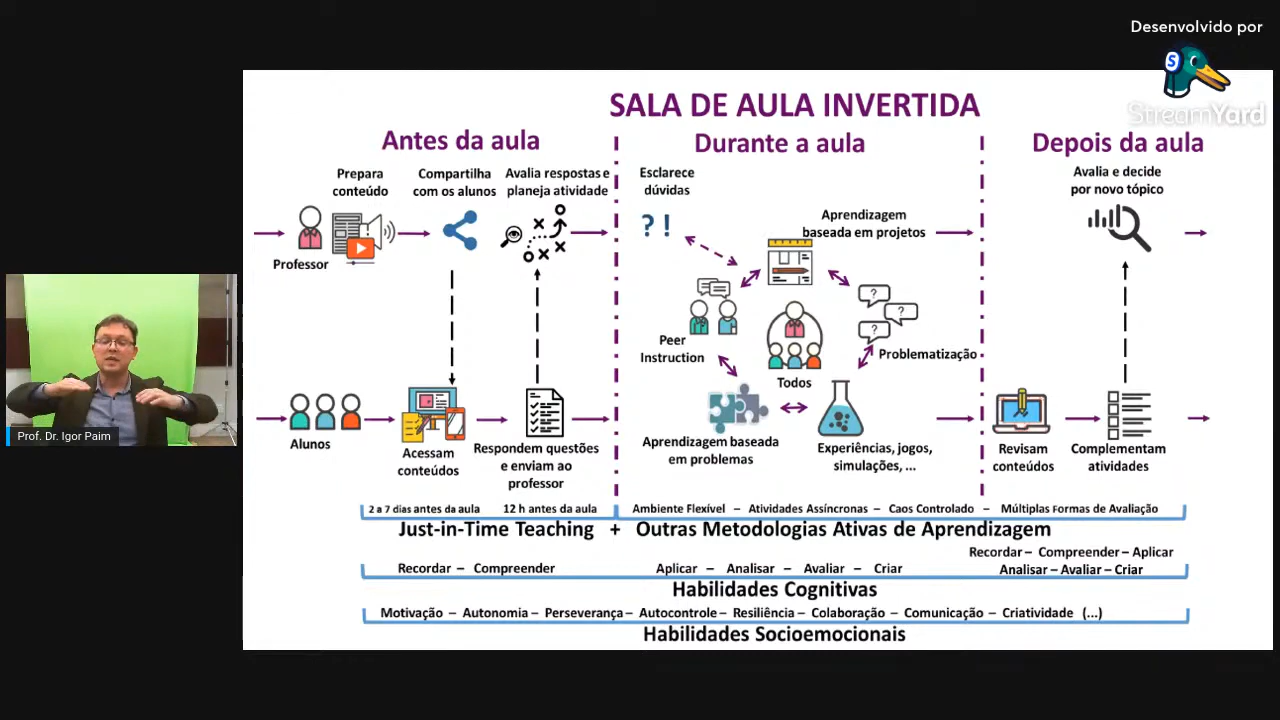 Desenvolvido por
StreamYard
SALA DE AULA INVERTIDA
Antes da aula
Durante a aula
Depois da aula
Prepara
conteúdo
Compartilha
com os alunos
Avalia respostas e
planeja atividade
Esclarece
dúvidas
? !
Aprendizagem
baseada em projetos
Avalia e decide
por novo tópico
Professor
Peer
Instruction
Problematização
Todos
Prof. Dr. Igor Paim
Alunos
Acessam
conteúdos
Respondem questões
e enviam ao
professor
Aprendizagem baseada
em problemas
Experiências, jogos,
simulações, ...
Revisam
conteúdos
Complementam
atividades
2 a 7 dias antes da aula 12 h antes da aula
Ambiente Flexível – Atividades Assíncronas – Caos Controlado – Múltiplas Formas de Avaliação
Just-in-Time Teaching + Outras Metodologias Ativas de Aprendizagem
Recordar – Compreender
Aplicar – Analisar – Avaliar – Criar
Recordar – Compreender – Aplicar
Analisar – Avaliar – Criar
Habilidades Cognitivas
Motivação – Autonomia – Perseverança – Autocontrole – Resiliência – Colaboração – Comunicação – Criatividade (...)
Habilidades Socioemocionais